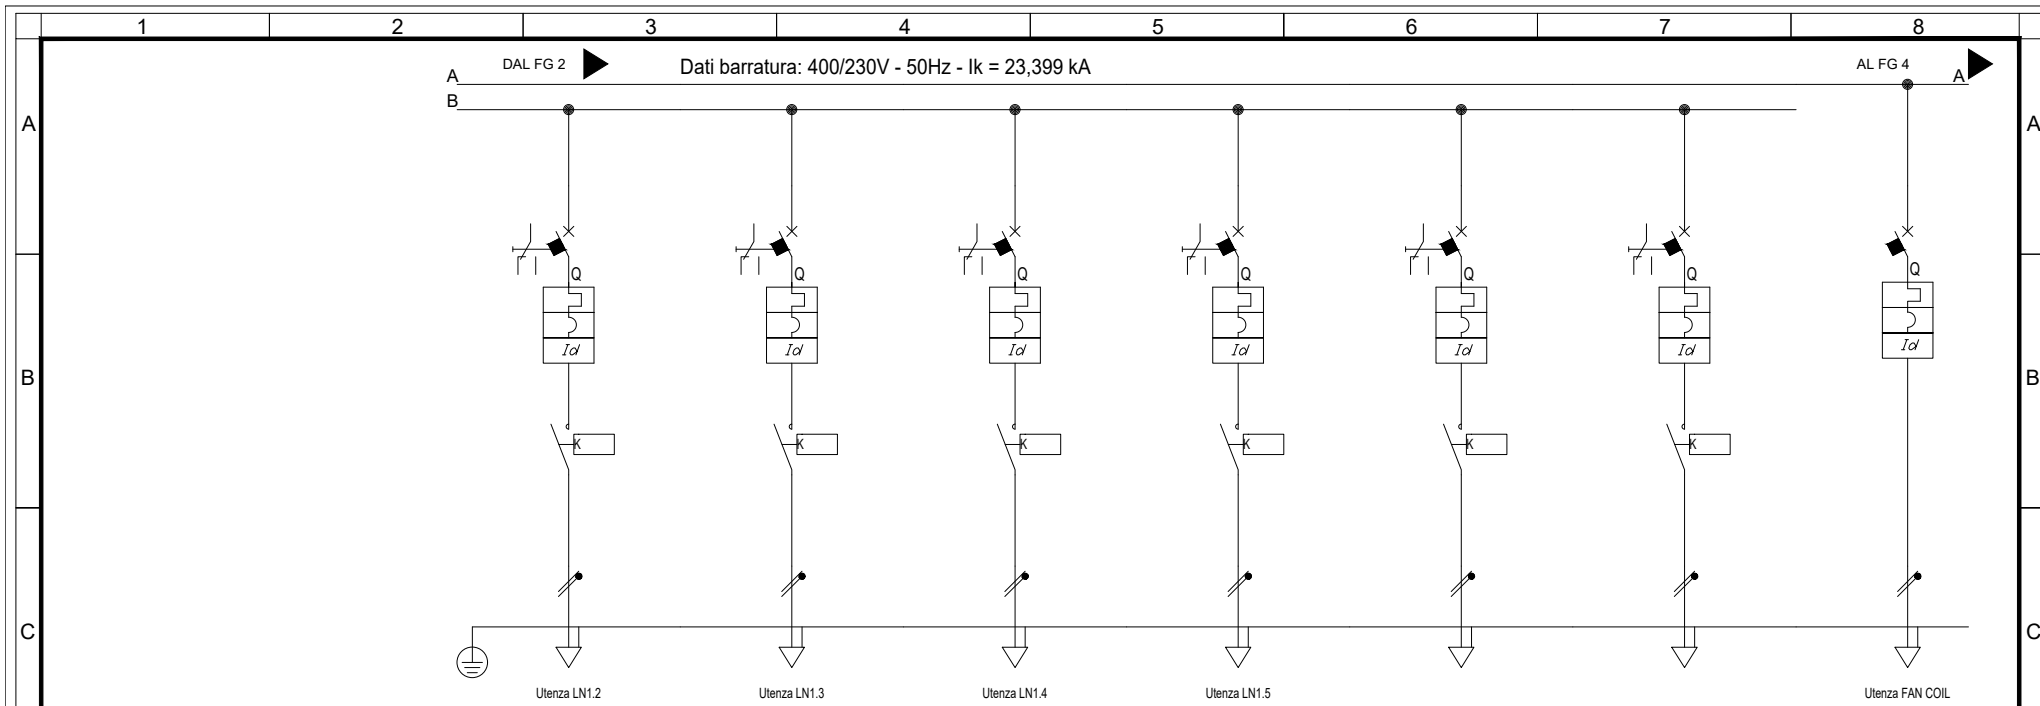 1 2 3 4 5 6 7 8
DAL FG 2 Dati barratura: 400/230V - 50Hz - Ik = 23,399 kA AL FG 4
A A
B
A A
Q Q Q Q Q Q Q
Id Id Id Id Id Id Id
B B
K K K K K K
C C
Utenza LN1.2 Utenza LN1.3 Utenza LN1.4 Utenza LN1.5 Utenza FAN COIL